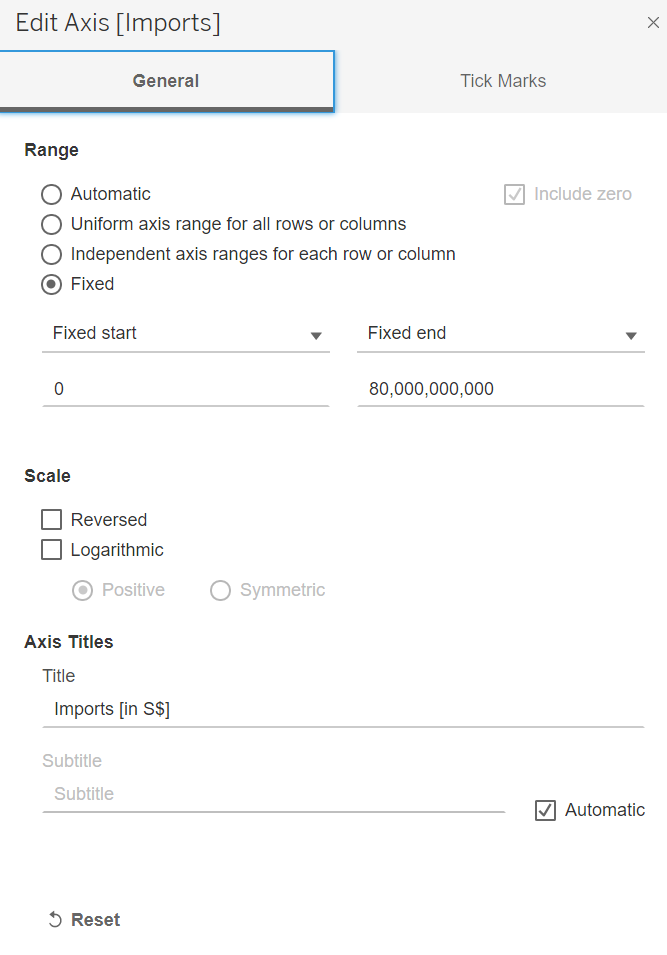 Edit Axis [Imports]
General Tick Marks
Range
Automatic Include zero
Uniform axis range for all rows or columns
Independent axis ranges for each row or column
Fixed
Fixed start Fixed end
0 80,000,000,000
Scale
Reversed
Logarithmic
Positive Symmetric
Axis Titles
Title
Imports [in S$]
Subtitle
Subtitle
Automatic
Reset